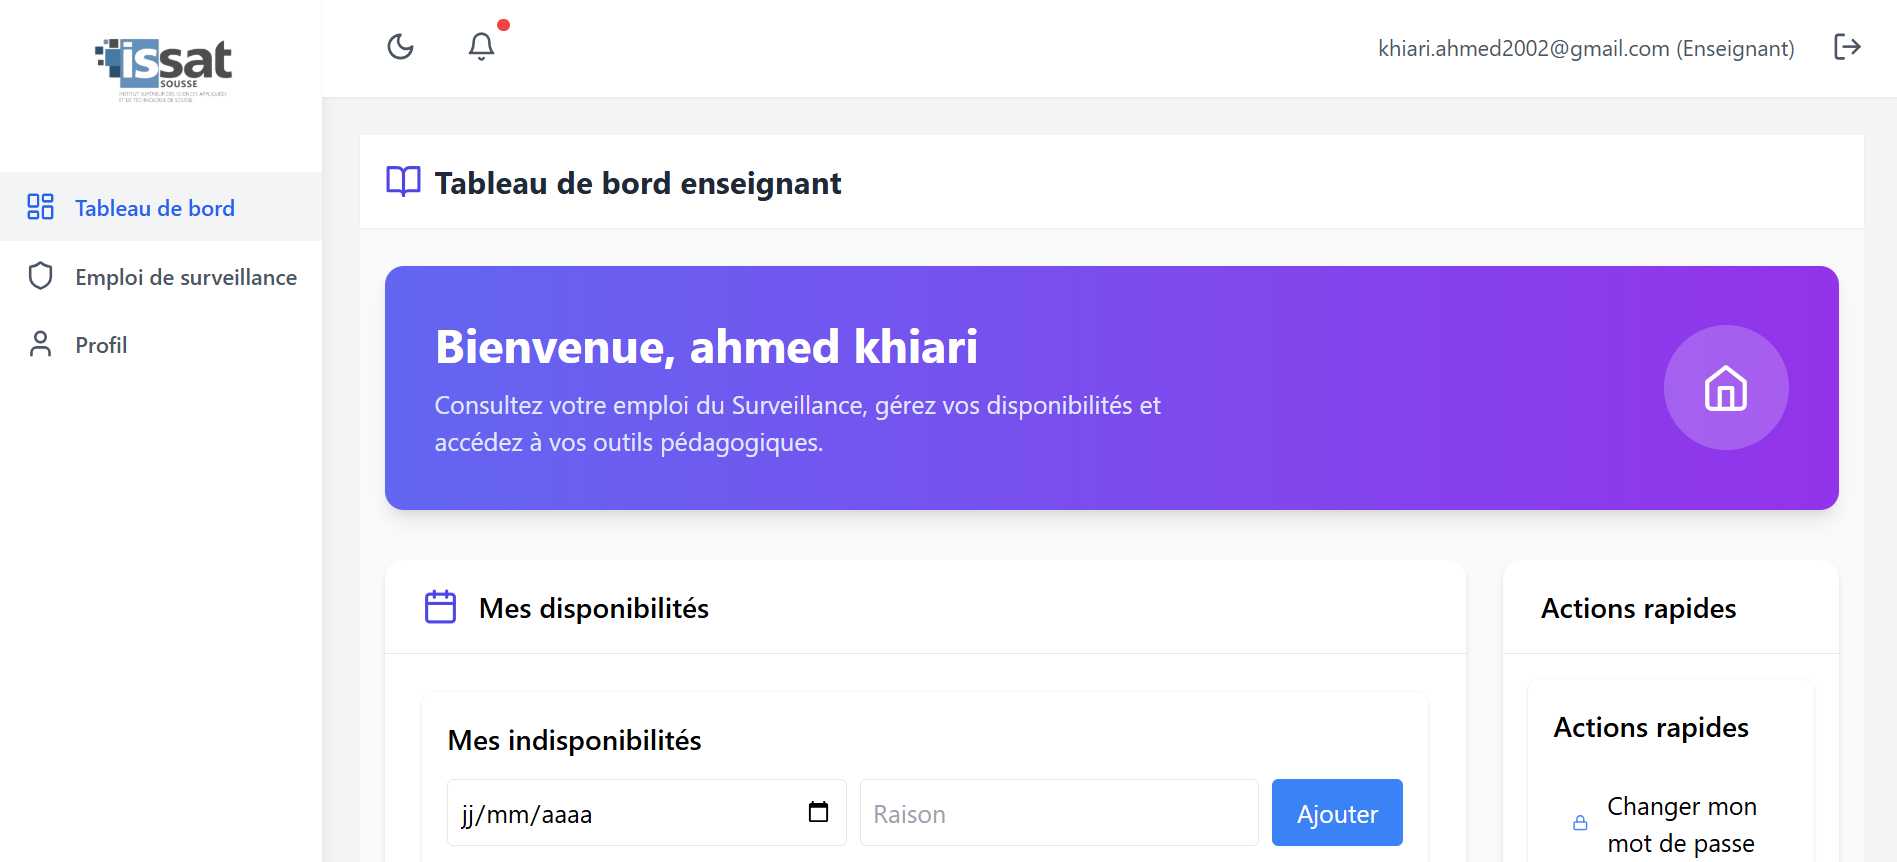 issat
SOUSSE
INSTITUT SUPÉRIEUR DES SCIENCES APPLIQUÉES
ET DE TECHNOLOGIE DE SOUSSE
khiari.ahmed2002@gmail.com (Enseignant)
Tableau de bord
Emploi de surveillance
Profil
Tableau de bord enseignant
Bienvenue, ahmed khiari
Consultez votre emploi du Surveillance, gérez vos disponibilités et
accédez à vos outils pédagogiques.
Mes disponibilités
Mes indisponibilités
jj/mm/aaaa
Raison
Ajouter
Actions rapides
Actions rapides
Changer mon
mot de passe